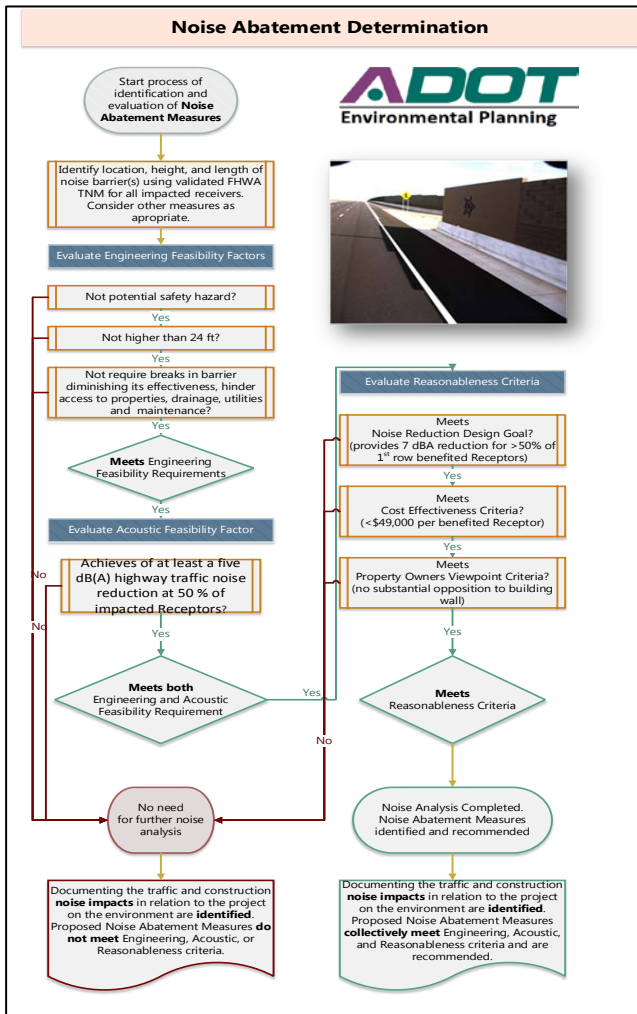 Noise Abatement Determination
Start process of
identification and
evaluation of Noise
Abatement Measures
ADOT
Environmental Planning
Identify location, height, and length of
noise barrier(s) using validated FHWA
TNM for all impacted receivers.
Consider other measures as
apropriate.
Evaluate Engineering Feasibility Factors
Not potential safety hazard?
Yes
Not higher than 24 ft?
Yes
Not require breaks in barrier
diminishing its effectiveness, hinder
access to properties, drainage, utilities
and maintenance?
Yes
Meets Engineering
Feasibility Requirements
Yes
Evaluate Acoustic Feasibility Factor
Achieves of at least a five
dB(A) highway traffic noise
reduction at 50 % of
impacted Receptors?
No
No
Yes
Meets both
Engineering and Acoustic
Feasibility Requirement
Yes
Yes
Evaluate Reasonableness Criteria
Meets
Noise Reduction Design Goal?
(provides 7 dBA reduction for >50% of
1st row benefited Receptors)
Yes
Meets
Cost Effectiveness Criteria?
(<$49,000 per benefited Receptor)
Yes
Meets
Property Owners Viewpoint Criteria?
(no substantial opposition to building
wall)
Yes
Meets
Reasonableness Criteria
No
No need
for further noise
analysis
Noise Analysis Completed.
Noise Abatement Measures
identified and recommended
Documenting the traffic and construction
noise impacts in relation to the project
on the environment are identified.
Proposed Noise Abatement Measures do
not meet Engineering, Acoustic, or
Reasonableness criteria.
Documenting the traffic and construction
noise impacts in relation to the project
on the environment are identified.
Proposed Noise Abatement Measures
collectively meet Engineering, Acoustic,
and Reasonableness criteria and are
recommended.